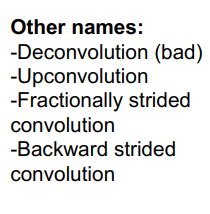 Other names:
-Deconvolution (bad)
-Upconvolution
-Fractionally strided
convolution
-Backward strided
convolution